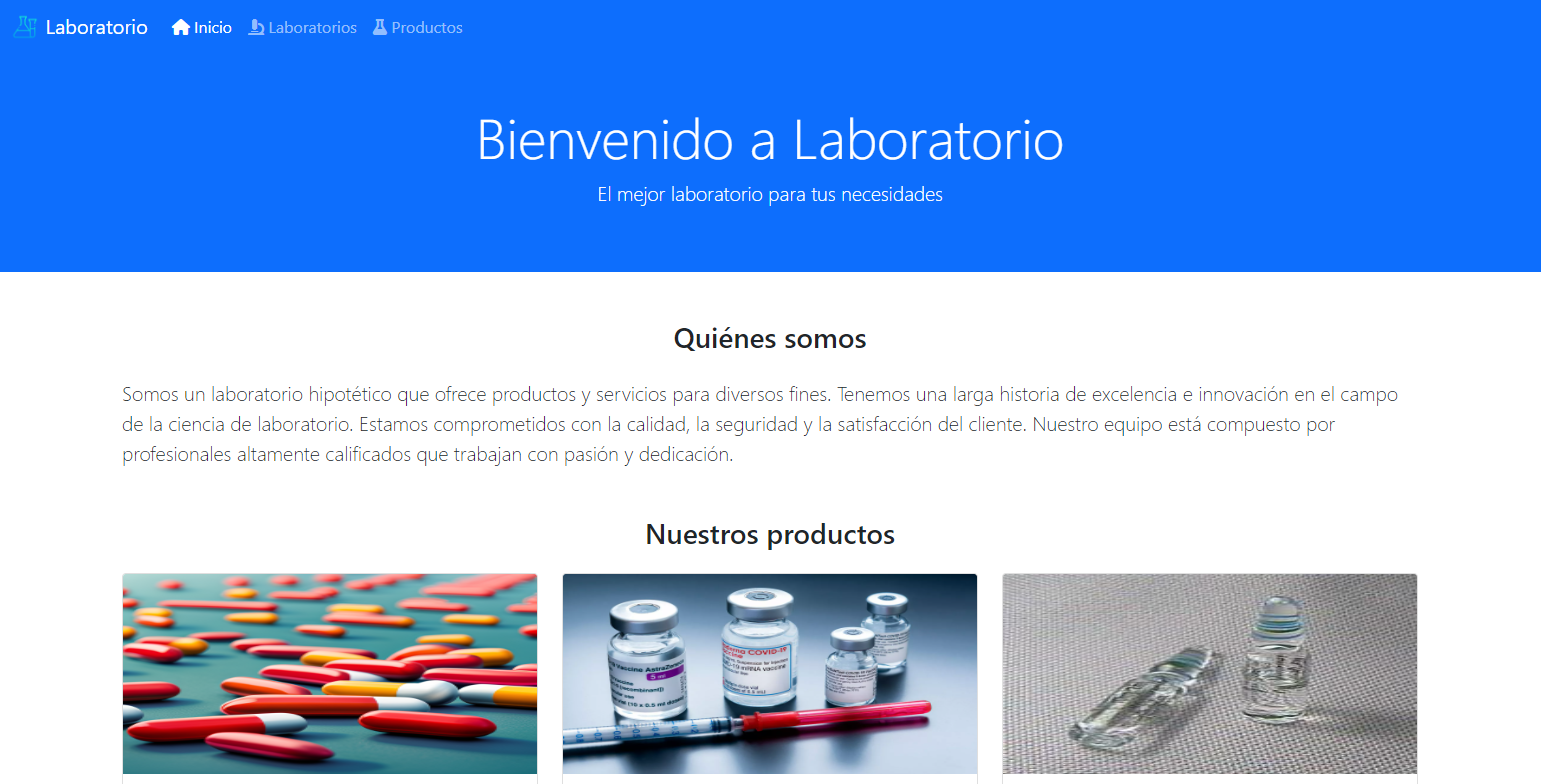 Laboratorio Inicio Laboratorios Productos
Bienvenido a Laboratorio
El mejor laboratorio para tus necesidades
Quiénes somos
Somos un laboratorio hipotético que ofrece productos y servicios para diversos fines. Tenemos una larga historia de excelencia e innovación en el campo
de la ciencia de laboratorio. Estamos comprometidos con la calidad, la seguridad y la satisfacción del cliente. Nuestro equipo está compuesto por
profesionales altamente calificados que trabajan con pasión y dedicación.
Nuestros productos
Vaccine AstraZeneca
5 ml
COVID-19
mRNA vaccine